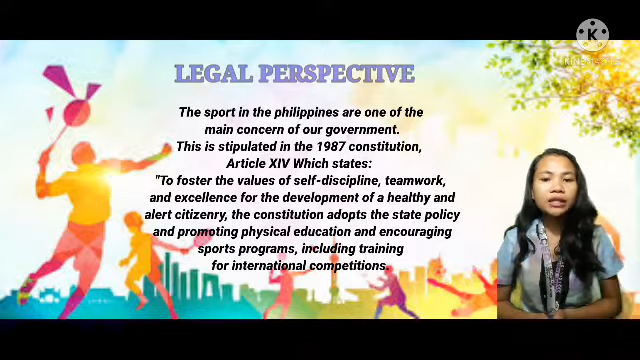 K
KINEMASTER
LEGAL PERSPECTIVE
The sport in the philippines are one of the
main concern of our government.
This is stipulated in the 1987 constitution,
Article XIV Which states:
"To foster the values of self-discipline, teamwork,
and excellence for the development of a healthy and
alert citizenry, the constitution adopts the state policy
and promoting physical education and encouraging
sports programs, including training
for international competitions.